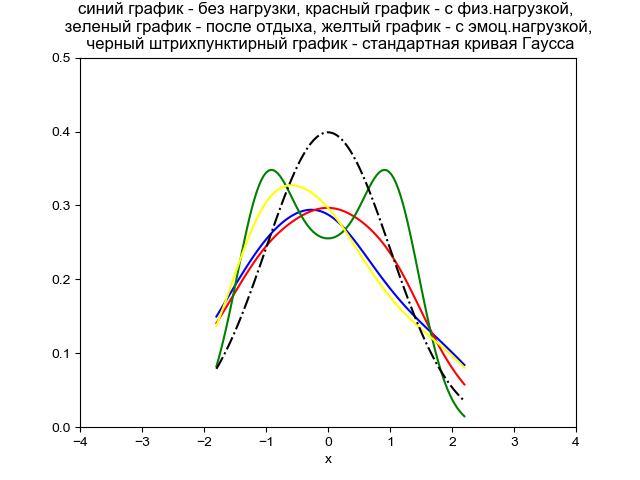 синий график - без нагрузки, красный график - с физ.нагрузкой,
зеленый график - после отдыха, желтый график - с эмоц.нагрузкой,
черный штрихпунктирный график - стандартная кривая Гаусса
0.5
0.4
0.3
0.2
0.1
0.0
−4 −3 −2 −1 0 1 2 3 4
x